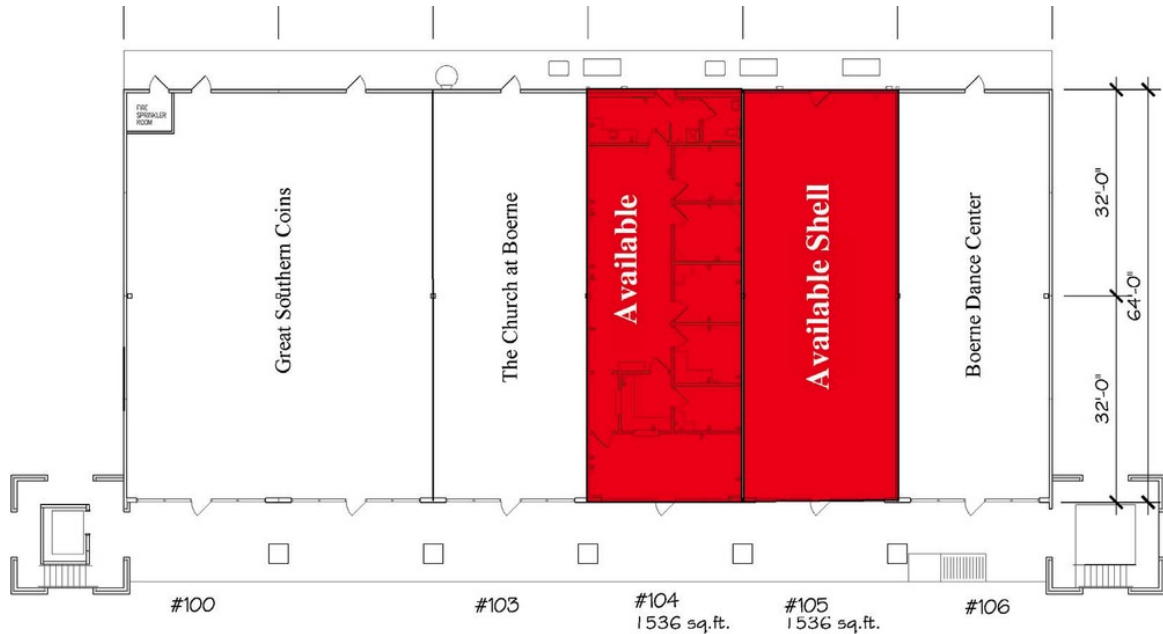 FIRE
SPRINKLER
ROOM
Great Southern Coins
The Church at Boerne
Available
Available Shell
Boerne Dance Center
32'-0"
64'-0"
32'-0"
#100
#103
#104
1536 sq.ft.
#105
1536 sq.ft.
#106